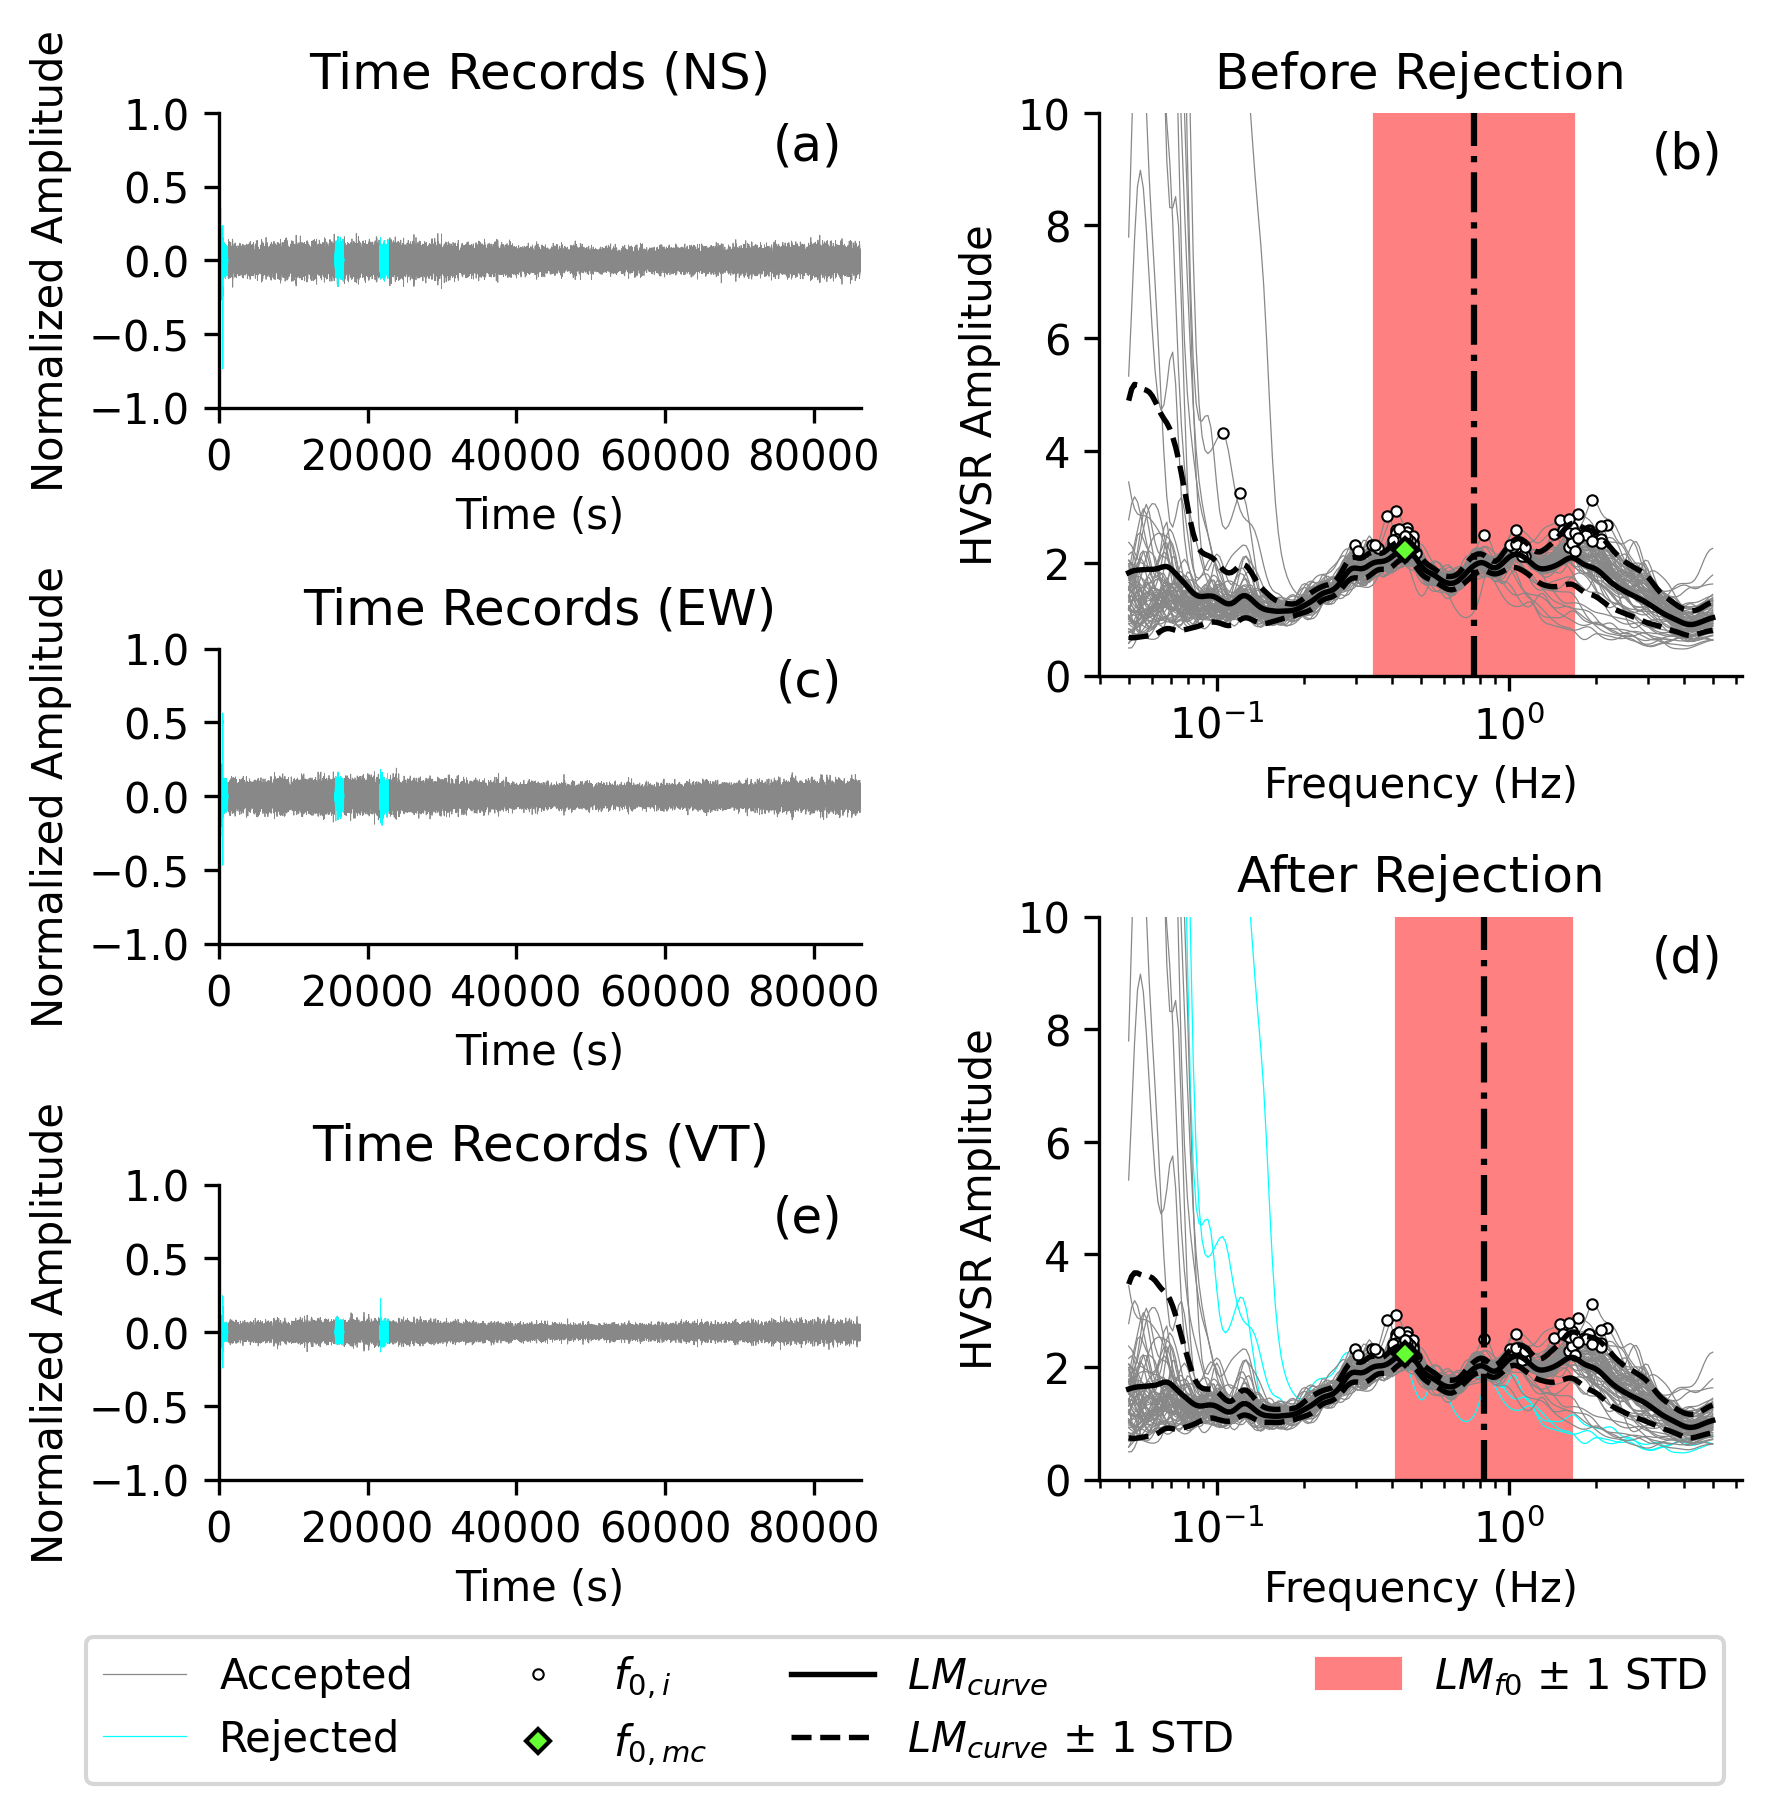 Time Records (NS)
(a)
Normalized Amplitude
1.0
0.5
0.0
−0.5
−1.0
0 20000 40000 60000 80000
Time (s)
Before Rejection
(b)
HVSR Amplitude
10
8
6
4
2
0
10⁻¹ 10⁰
Frequency (Hz)
Time Records (EW)
(c)
Normalized Amplitude
1.0
0.5
0.0
−0.5
−1.0
0 20000 40000 60000 80000
Time (s)
After Rejection
(d)
HVSR Amplitude
10
8
6
4
2
0
10⁻¹ 10⁰
Frequency (Hz)
Time Records (VT)
(e)
Normalized Amplitude
1.0
0.5
0.0
−0.5
−1.0
0 20000 40000 60000 80000
Time (s)
Accepted
Rejected
f0,i
f0,mc
LMcurve
LMcurve ± 1 STD
LMf0 ± 1 STD